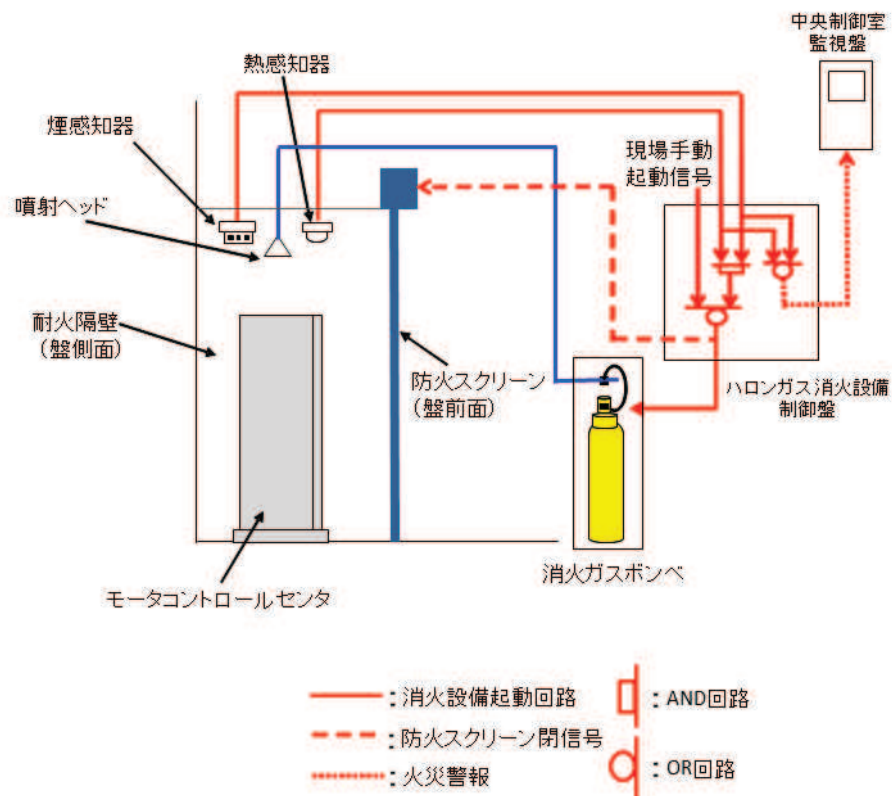 中央制御室
監視盤
熱感知器
煙感知器
現場手動
起動信号
噴射ヘッド
耐火隔壁
(盤側面)
防火スクリーン
(盤前面)
ハロンガス消火設備
制御盤
消火ガスボンベ
モータコントロールセンタ
:消火設備起動回路
:AND回路
:防火スクリーン閉信号
:火災警報
:OR回路